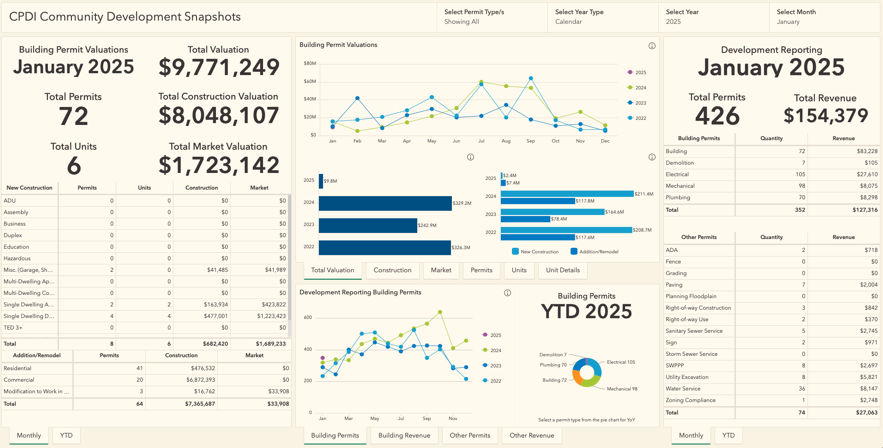 CPDI Community Development Snapshots
Select Permit Type/s
Showing All
Select Year Type
Calendar
Select Year
2025
Select Month
January
Building Permit Valuations
January 2025
Total Valuation
$9,771,249
Total Permits
72
Total Construction Valuation
$8,048,107
Total Units
6
Total Market Valuation
$1,723,142
New Construction Permits Units Construction Market
ADU 0 0 $0 $0
Assembly 0 0 $0 $0
Business 0 0 $0 $0
Duplex 0 0 $0 $0
Education 0 0 $0 $0
Hazardous 0 0 $0 $0
Misc. (Garage, Sh... 2 0 $41,485 $41,989
Multi-Dwelling Ap... 0 0 $0 $0
Multi-Dwelling Co... 0 0 $0 $0
Single Dwelling A... 2 2 $163,934 $423,822
Single Dwelling D... 4 4 $477,001 $1,223,423
TED 3+ 0 0 $0 $0
Total 8 6 $682,420 $1,689,233
Addition/Remodel Permits Construction Market
Residential 41 $476,532 $0
Commercial 20 $6,872,393 $0
Modification to Work in ... 3 $16,762 $33,908
Total 64 $7,365,687 $33,908
Monthly
YTD
Building Permit Valuations
$80M
$60M
$40M
$20M
$0
Jan Feb Mar Apr May Jun Jul Aug Sep Oct Nov Dec
2025
2024
2023
2022
2025 $9.8M
2024 $329.2M
2023 $242.9M
2022 $326.3M
2025 $2.4M
$7.4M
2024 $211.4M
$117.8M
2023 $164.6M
$78.4M
2022 $208.7M
$117.6M
New Construction
Addition/Remodel
Total Valuation
Construction
Market
Permits
Units
Unit Details
Development Reporting Building Permits
600
400
200
0
Jan Mar May Jul Sep Nov
2025
2024
2023
2022
Building Permits
YTD 2025
Demolition 7
Plumbing 70
Building 72
Electrical 105
Mechanical 98
Select a permit type from the pie chart for YoY
Building Permits
Building Revenue
Other Permits
Other Revenue
Development Reporting
January 2025
Total Permits
426
Total Revenue
$154,379
Building Permits Quantity Revenue
Building 72 $83,228
Demolition 7 $105
Electrical 105 $27,610
Mechanical 98 $8,075
Plumbing 70 $8,298
Total 352 $127,316
Other Permits Quantity Revenue
ADA 2 $718
Fence 0 $0
Grading 0 $0
Paving 7 $2,004
Planning Floodplain 0 $0
Right-of-way Construction 3 $842
Right-of-way Use 2 $370
Sanitary Sewer Service 5 $2,745
Sign 2 $971
Storm Sewer Service 0 $0
SWPPP 8 $2,697
Utility Excavation 8 $5,821
Water Service 36 $8,147
Zoning Compliance 1 $2,748
Total 74 $27,063
Monthly
YTD